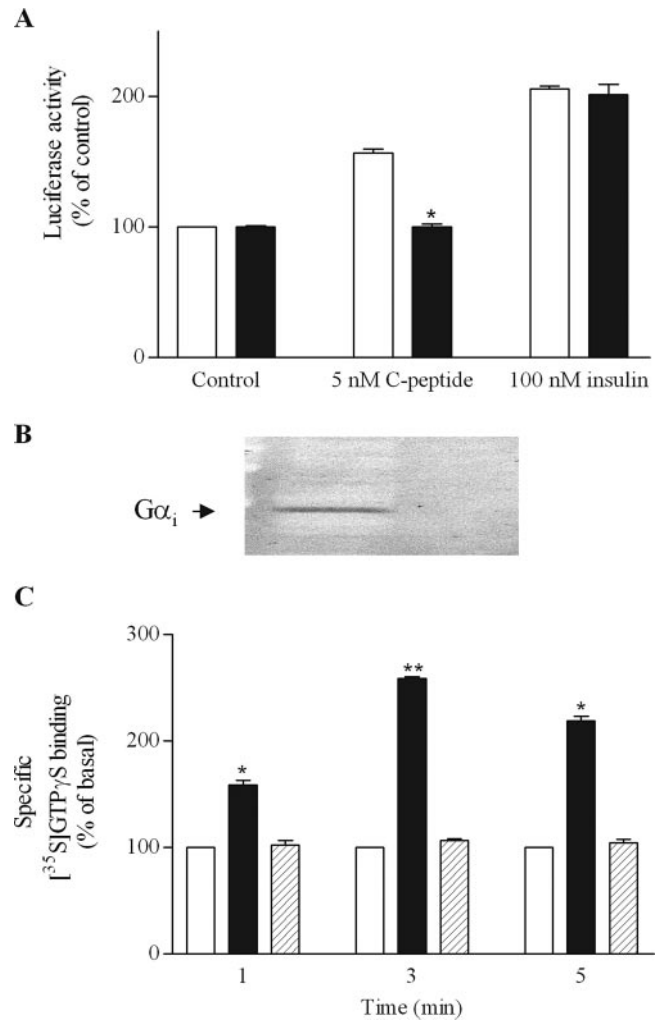 A
Luciferase activity
(% of control)
200
100
0
*
Control
5 nM C-peptide
100 nM insulin
B
Gαi
C
Specific
[³⁵S]GTPγS binding
(% of basal)
300
200
100
0
*
**
*
1
3
5
Time (min)